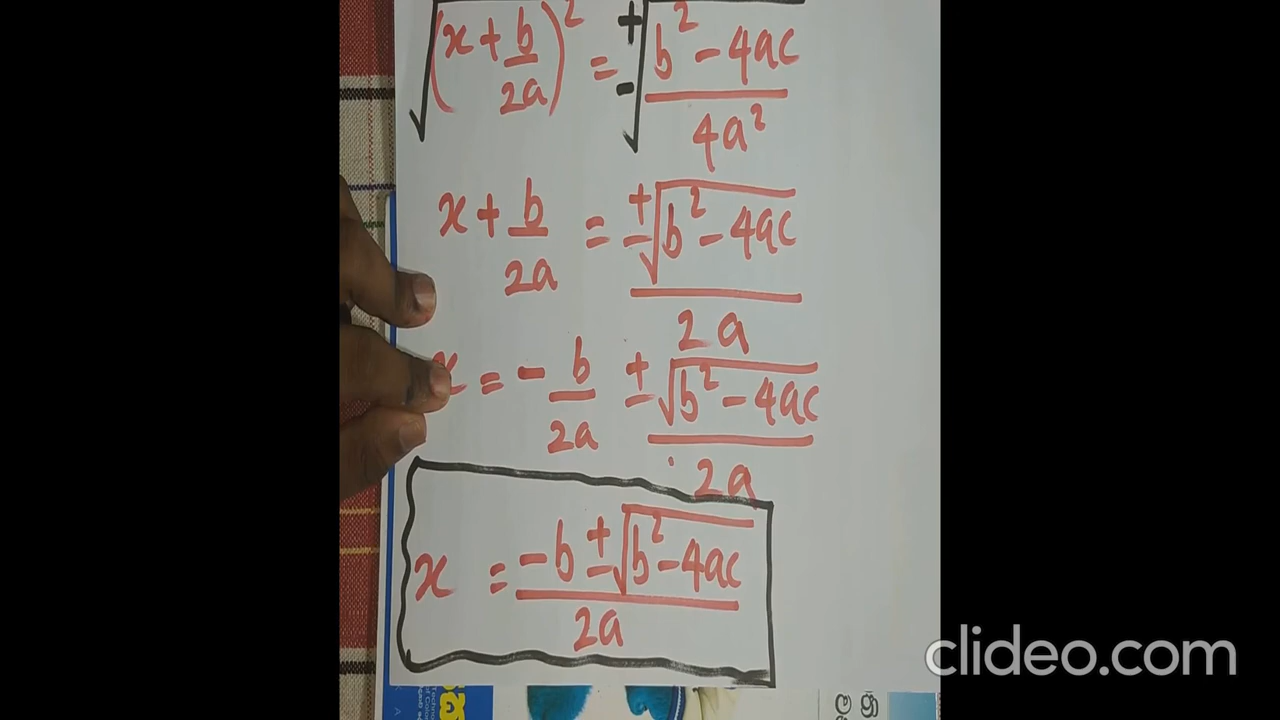 √(x + b/2a)² = ±√(b² - 4ac / 4a²)
x + b/2a = ±√(b² - 4ac) / 2a
x = - b/2a ± √(b² - 4ac) / 2a
x = -b ± √(b² - 4ac) / 2a
clideo.com